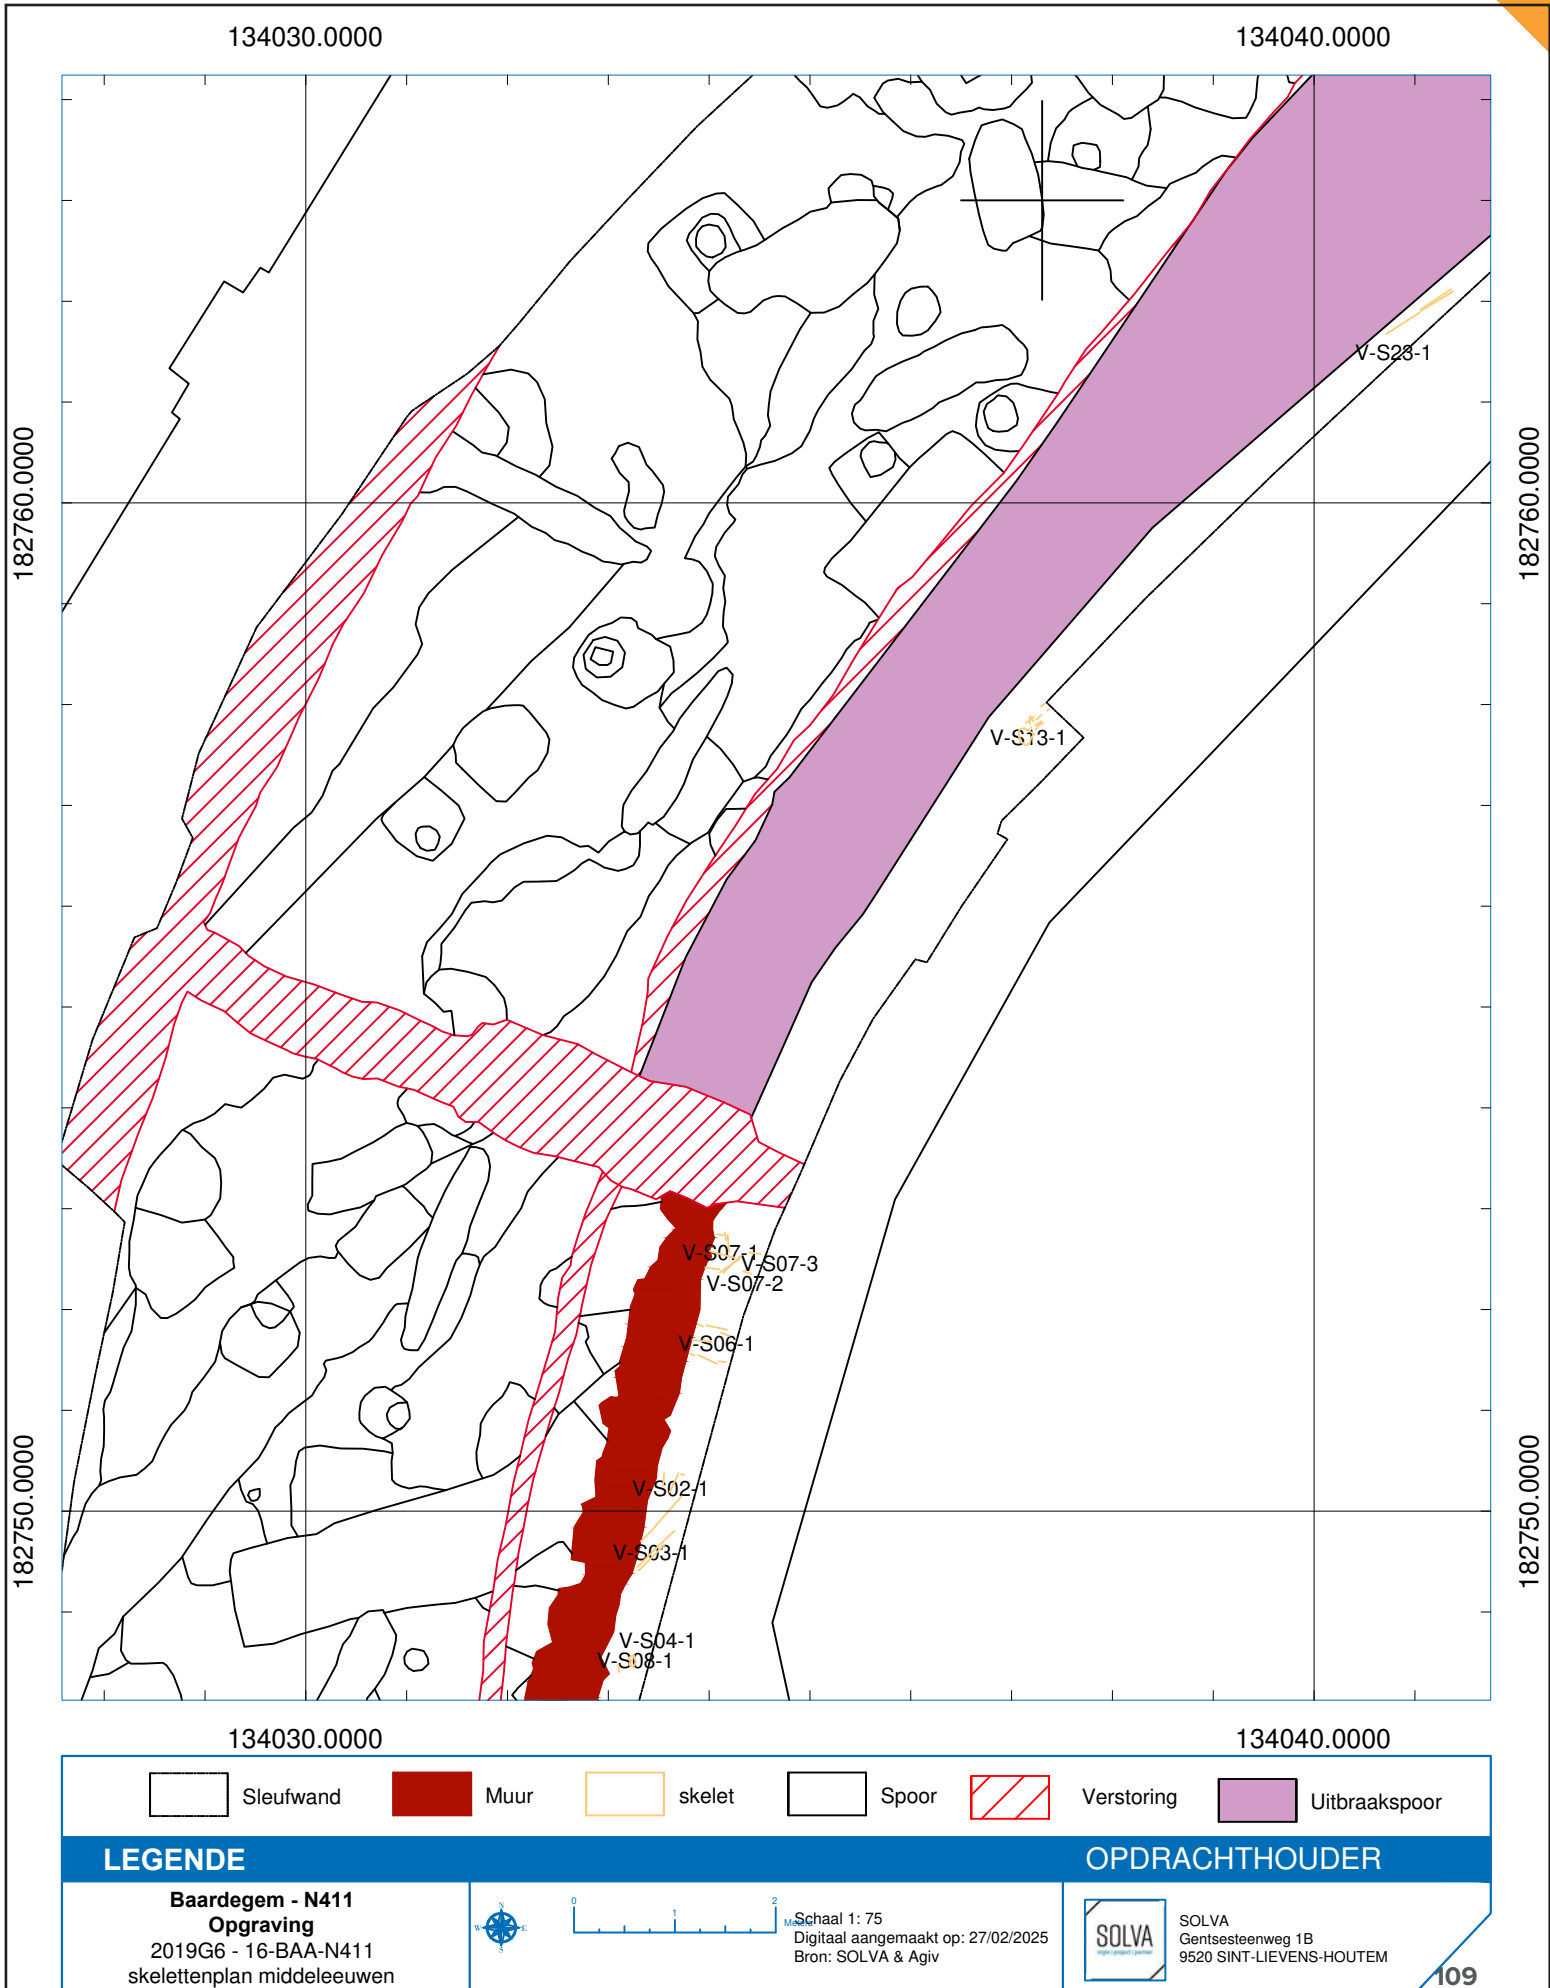 134030.0000
134040.0000
182760.0000
182760.0000
V-S23-1
V-S13-1
V-S07-1
V-S07-3
V-S07-2
V-S06-1
V-S02-1
182750.0000
182750.0000
V-S03-1
V-S04-1
V-S08-1
134030.0000
134040.0000
Sleufwand
Muur
skelet
Spoor
Verstoring
Uitbraakspoor
LEGENDE
OPDRACHTHOUDER
Baardegem - N411
Opgraving
2019G6 - 16-BAA-N411
skelettenplan middeleeuwen
N
W
E
S
0
1
2
Meters
Schaal 1: 75
Digitaal aangemaakt op: 27/02/2025
Bron: SOLVA & Agiv
SOLVA
SOLVA
Gentsesteenweg 1B
9520 SINT-LIEVENS-HOUTEM
109